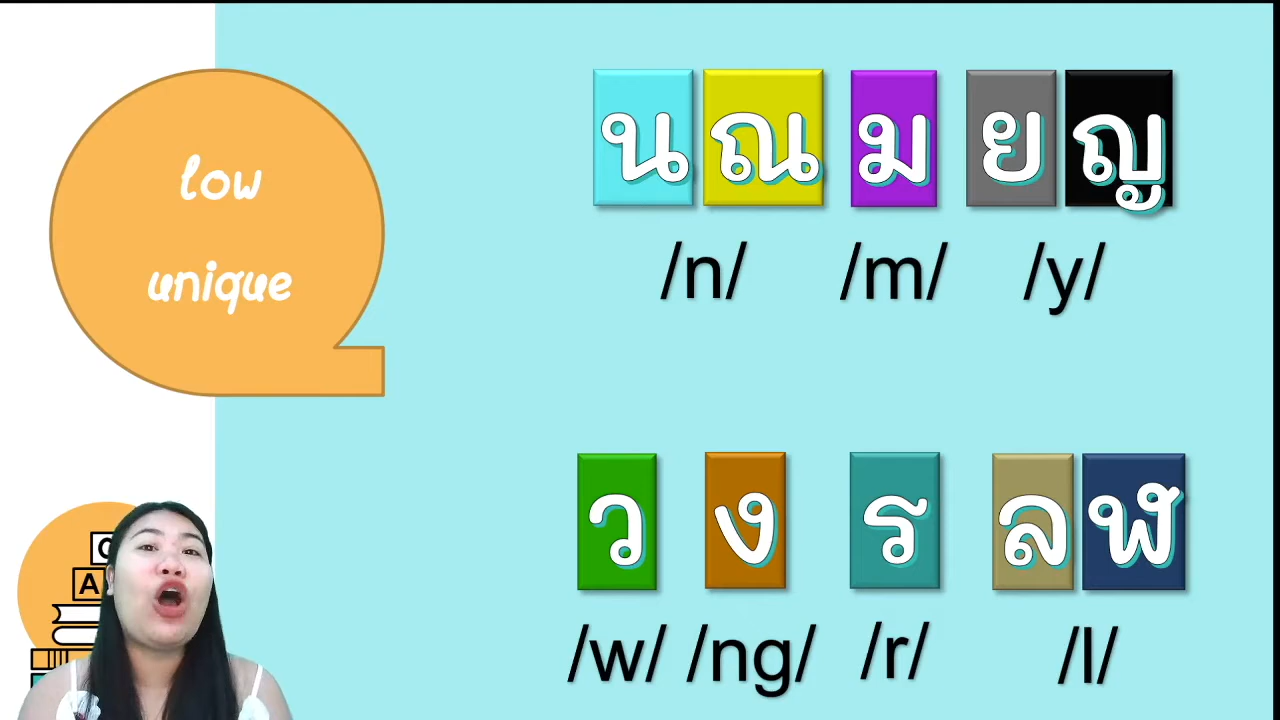 low
unique
น ณ ม ย ญ
/n/ /m/ /y/
ว ง ร ล ฬ
/w/ /ng/ /r/ /l/
A